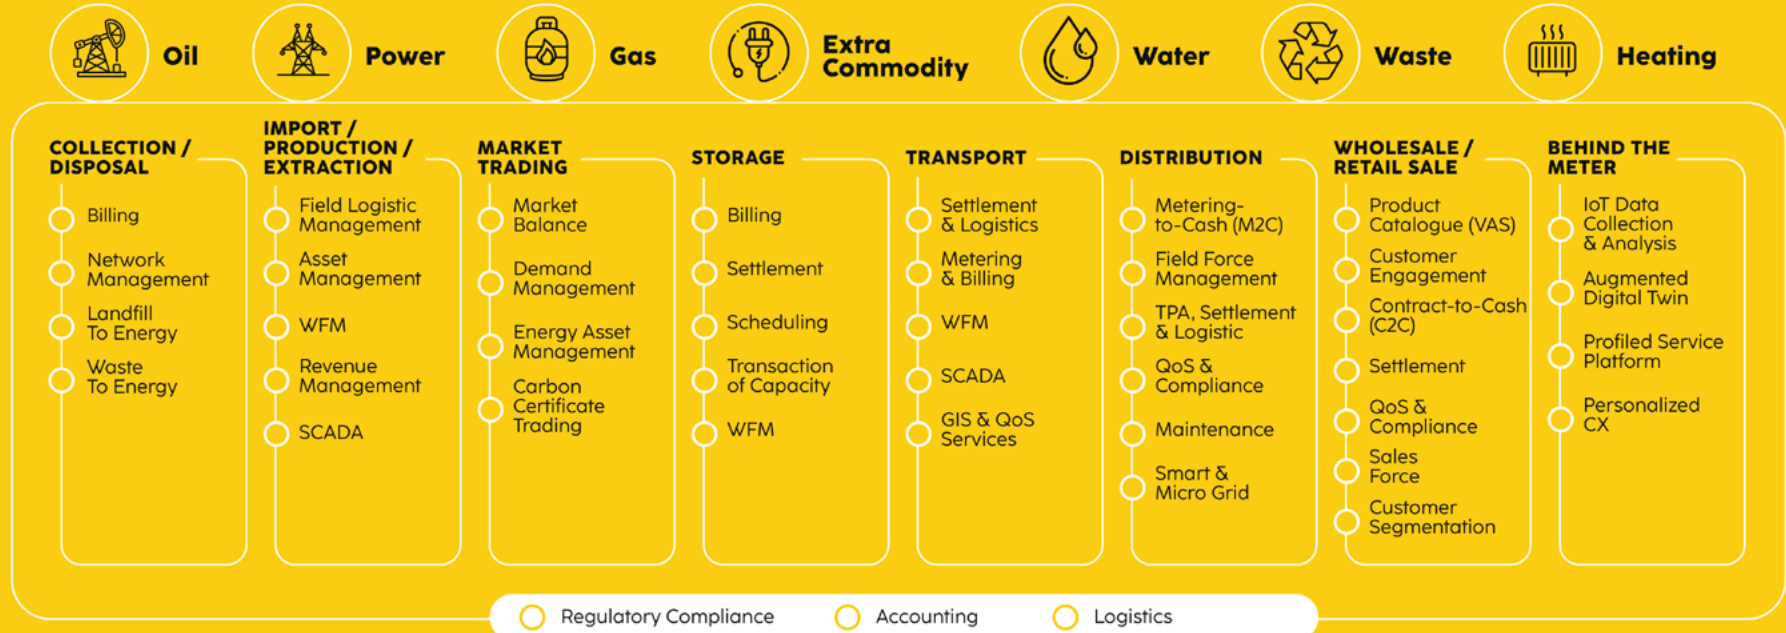 Oil
Power
Gas
Extra
Commodity
Water
Waste
Heating
COLLECTION /
DISPOSAL
Billing
Network
Management
Landfill
To Energy
Waste
To Energy
IMPORT /
PRODUCTION /
EXTRACTION
Field Logistic
Management
Asset
Management
WFM
Revenue
Management
SCADA
MARKET
TRADING
Market
Balance
Demand
Management
Energy Asset
Management
Carbon
Certificate
Trading
STORAGE
Billing
Settlement
Scheduling
Transaction
of Capacity
WFM
TRANSPORT
Settlement
& Logistics
Metering
& Billing
WFM
SCADA
GIS & QoS
Services
DISTRIBUTION
Metering-
to-Cash (M2C)
Field Force
Management
TPA, Settlement
& Logistic
QoS &
Compliance
Maintenance
Smart &
Micro Grid
WHOLESALE /
RETAIL SALE
Product
Catalogue (VAS)
Customer
Engagement
Contract-to-Cash
(C2C)
Settlement
QoS &
Compliance
Sales
Force
Customer
Segmentation
BEHIND THE
METER
IoT Data
Collection
& Analysis
Augmented
Digital Twin
Profiled Service
Platform
Personalized
CX
Regulatory Compliance
Accounting
Logistics